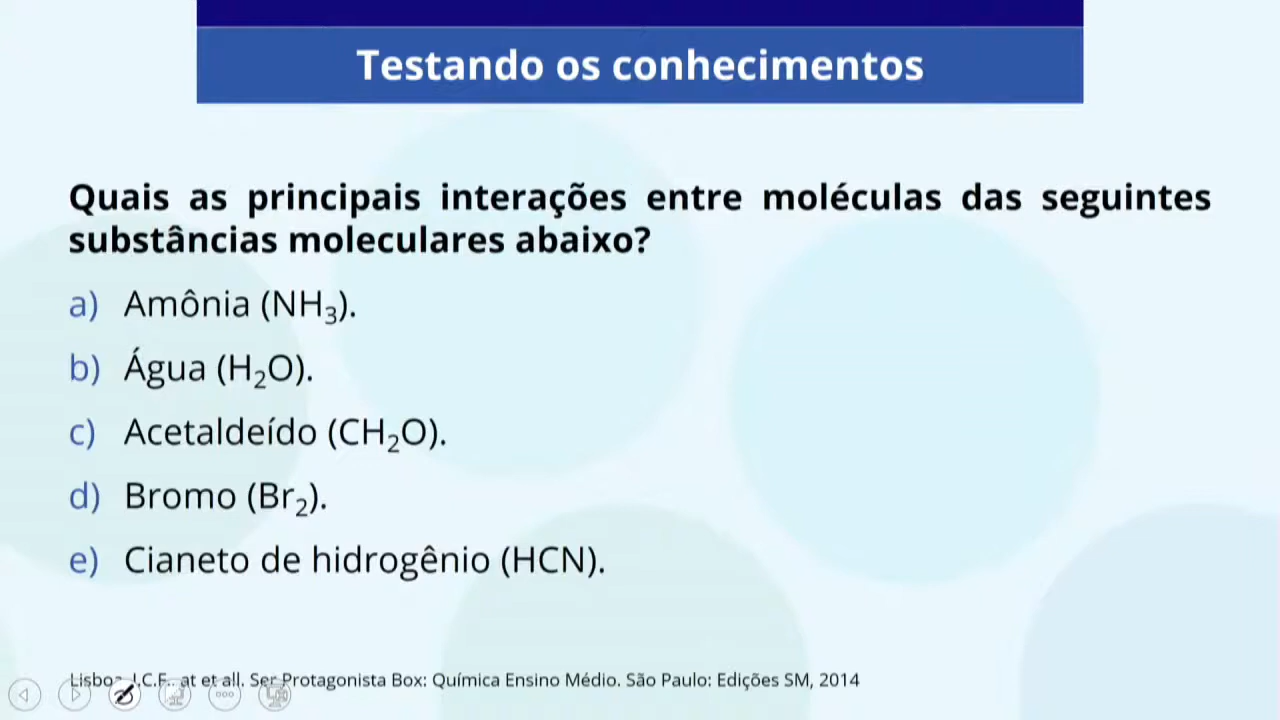 Testando os conhecimentos
Quais as principais interações entre moléculas das seguintes
substâncias moleculares abaixo?
a) Amônia (NH₃).
b) Água (H₂O).
c) Acetaldeído (CH₂O).
d) Bromo (Br₂).
e) Cianeto de hidrogênio (HCN).
Lisboa, J.C.F.. at et all. Ser Protagonista Box: Química Ensino Médio. São Paulo: Edições SM, 2014